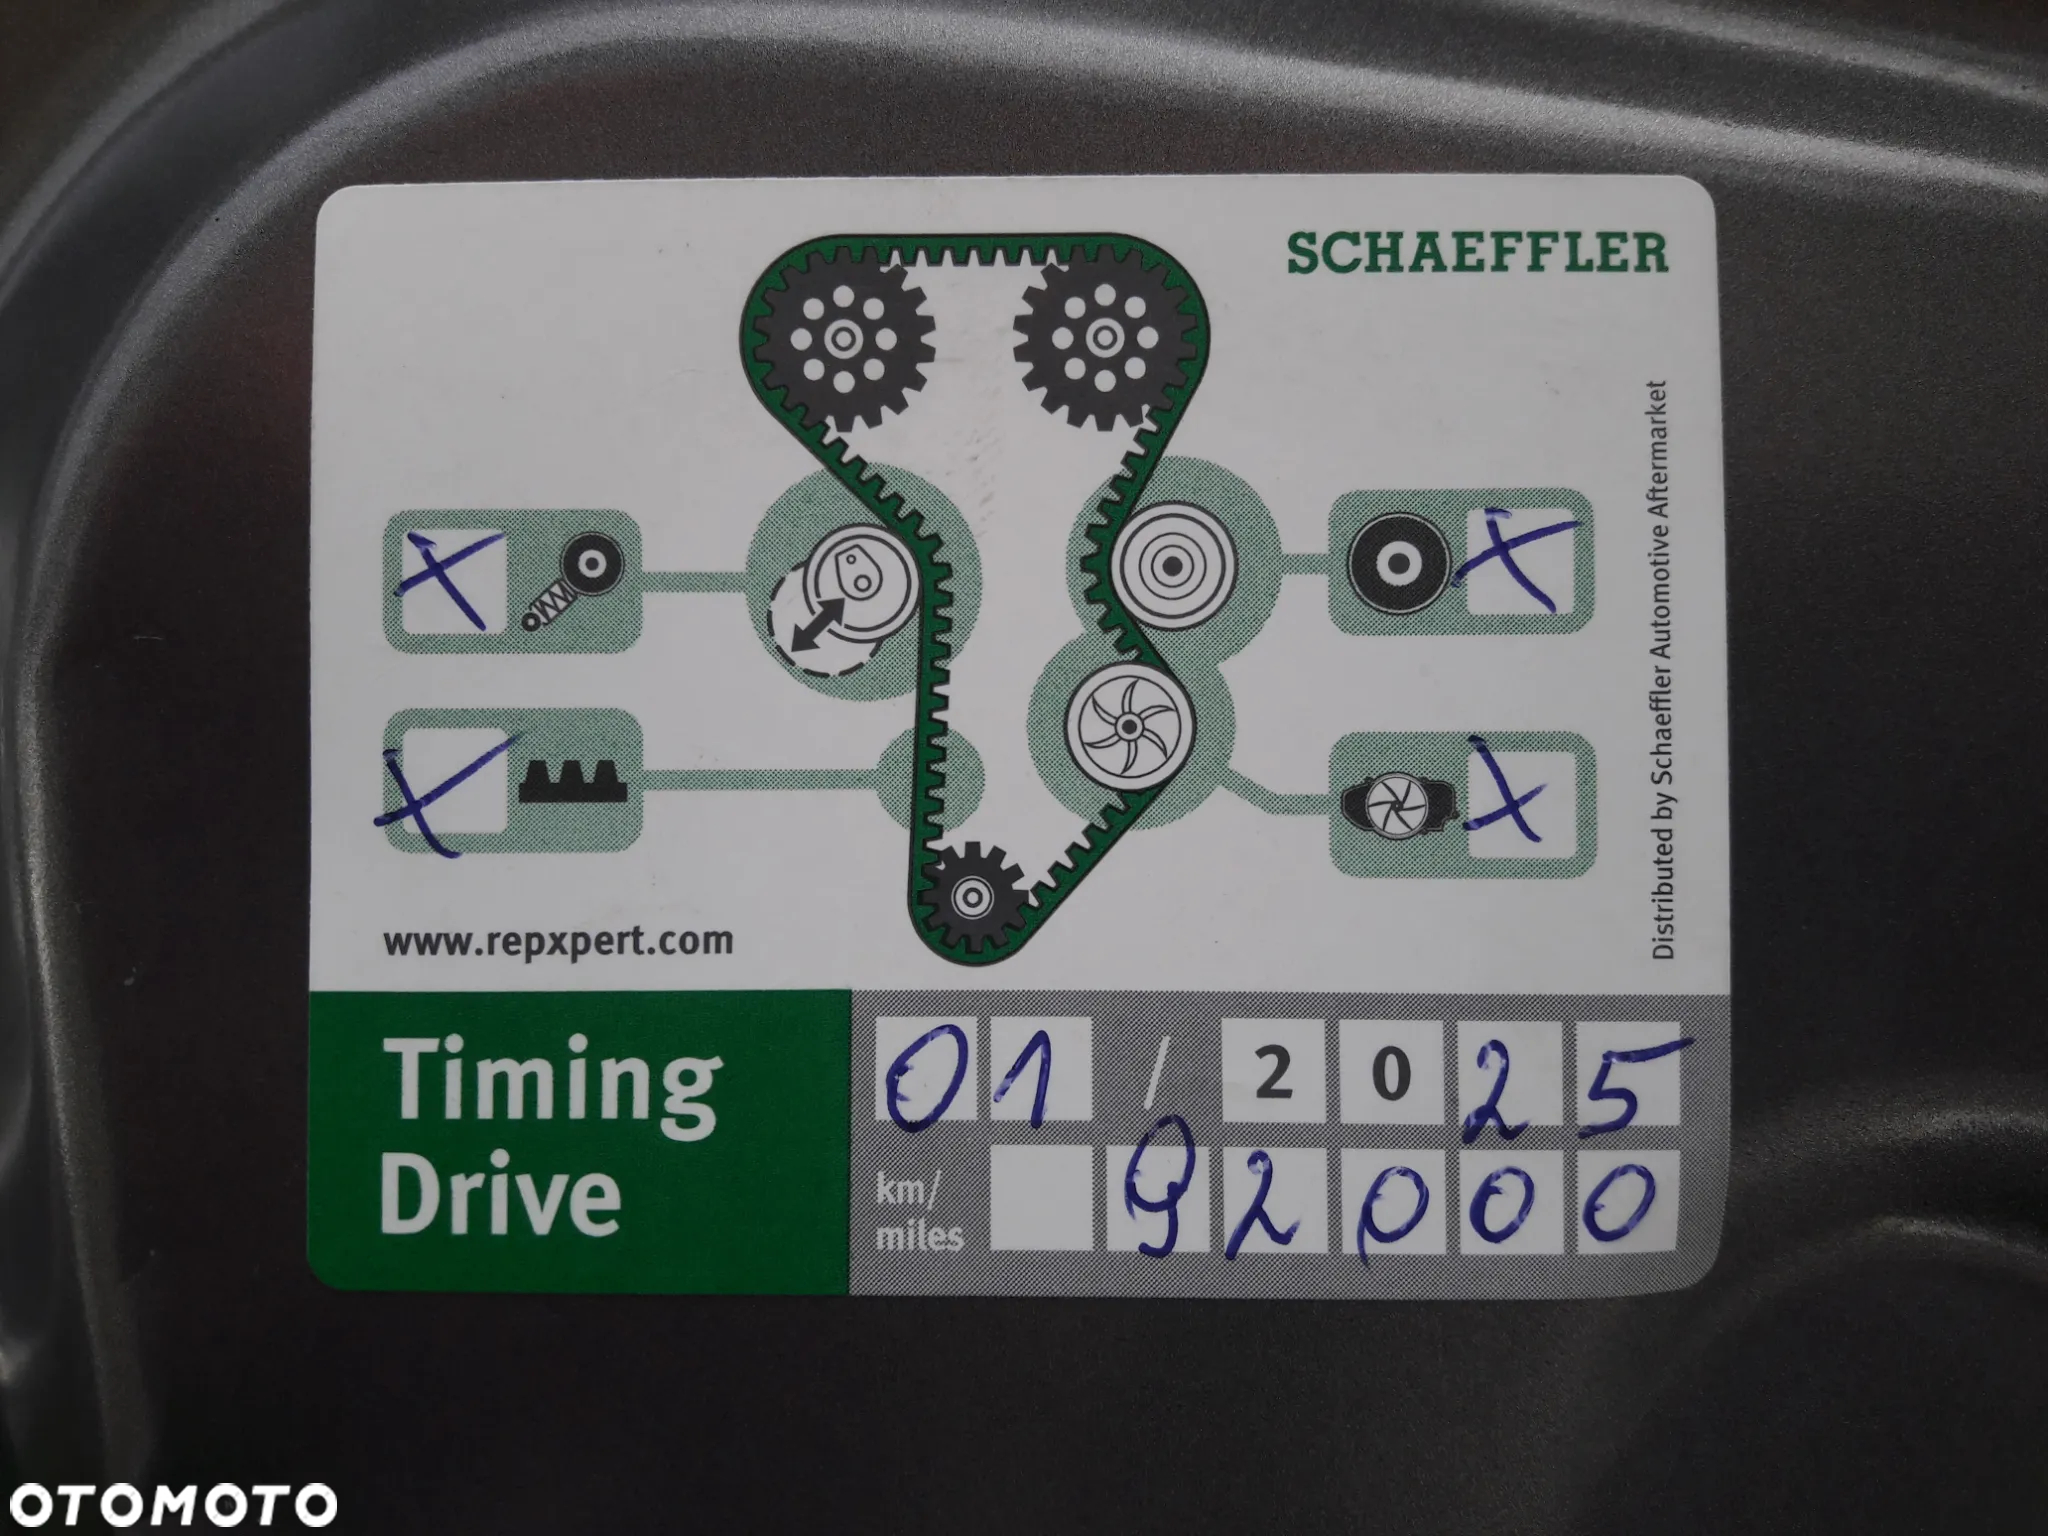 SCHAEFFLER
Distributed by Schaeffler Automotive Aftermarket
www.repxpert.com
Timing
Drive
01 / 2025
km/
miles
92000
OTOMOTO